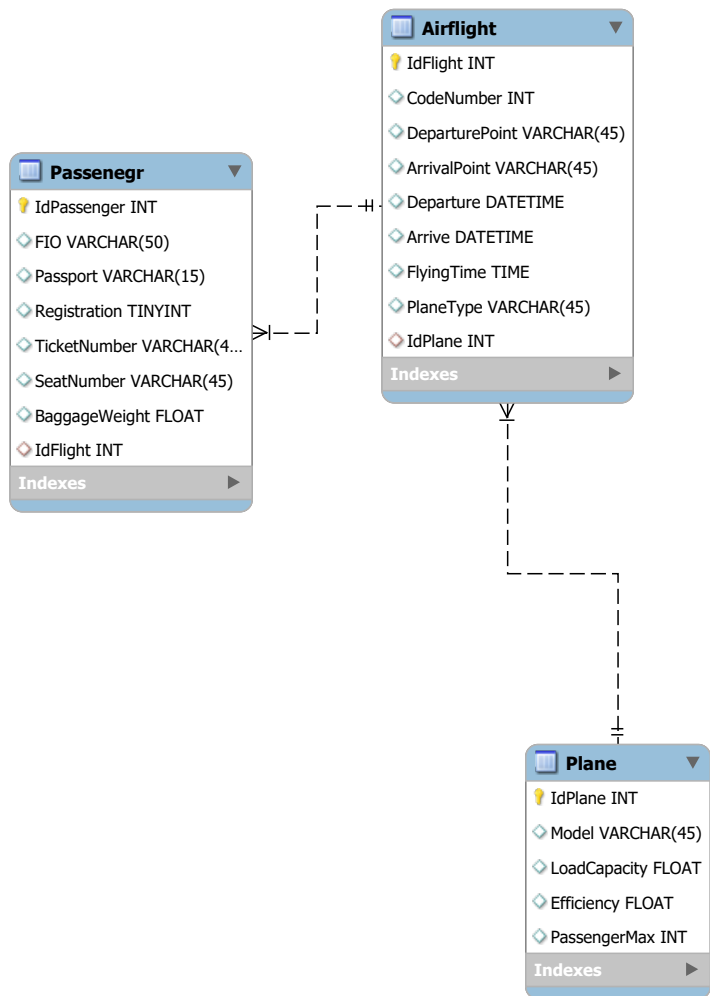 Airflight
IdFlight INT
CodeNumber INT
DeparturePoint VARCHAR(45)
ArrivalPoint VARCHAR(45)
Departure DATETIME
Arrive DATETIME
FlyingTime TIME
PlaneType VARCHAR(45)
IdPlane INT
Indexes
Passenegr
IdPassenger INT
FIO VARCHAR(50)
Passport VARCHAR(15)
Registration TINYINT
TicketNumber VARCHAR(4...
SeatNumber VARCHAR(45)
BaggageWeight FLOAT
IdFlight INT
Indexes
Plane
IdPlane INT
Model VARCHAR(45)
LoadCapacity FLOAT
Efficiency FLOAT
PassengerMax INT
Indexes